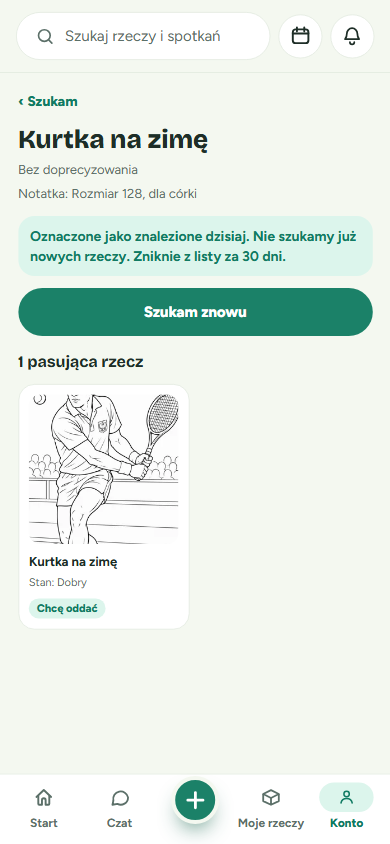 Szukaj rzeczy i spotkań
‹ Szukam
Kurtka na zimę
Bez doprecyzowania
Notatka: Rozmiar 128, dla córki
Oznaczone jako znalezione dzisiaj. Nie szukamy już
nowych rzeczy. Zniknie z listy za 30 dni.
Szukam znowu
1 pasująca rzecz
Kurtka na zimę
Stan: Dobry
Chcę oddać
Start
Czat
Moje rzeczy
Konto